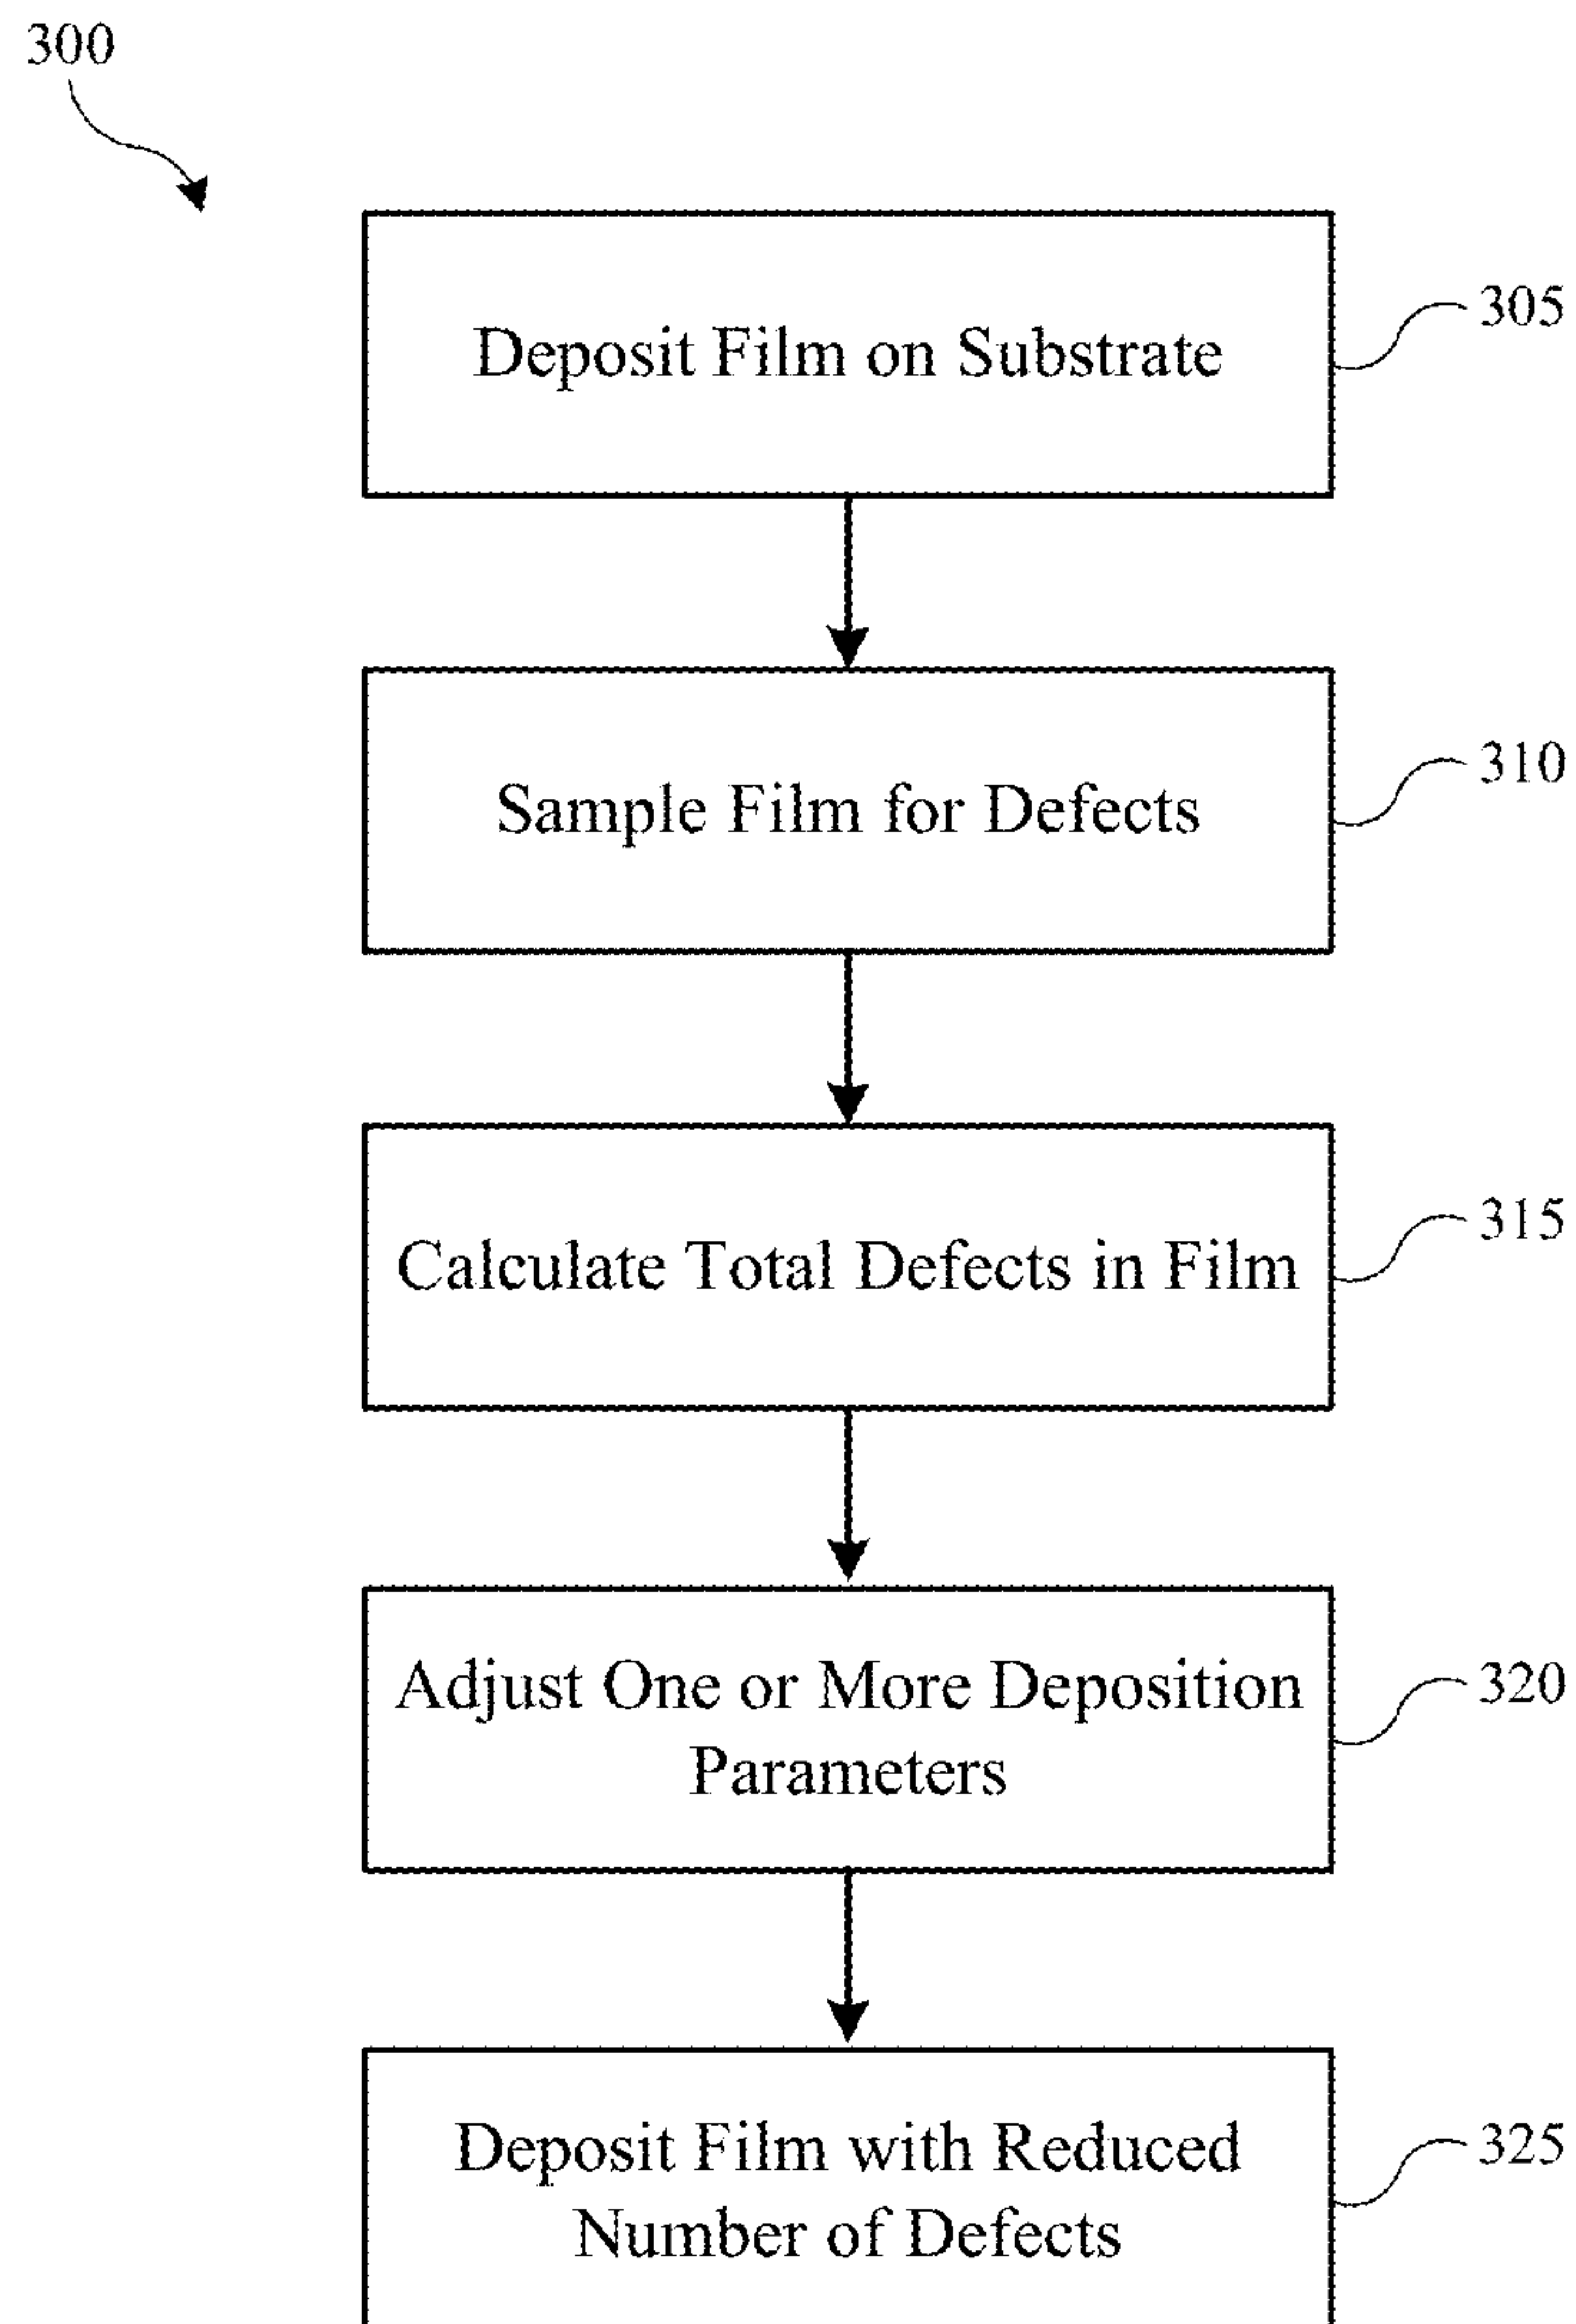 300
Deposit Film on Substrate
305
Sample Film for Defects
310
Calculate Total Defects in Film
315
Adjust One or More Deposition
Parameters
320
Deposit Film with Reduced
Number of Defects
325